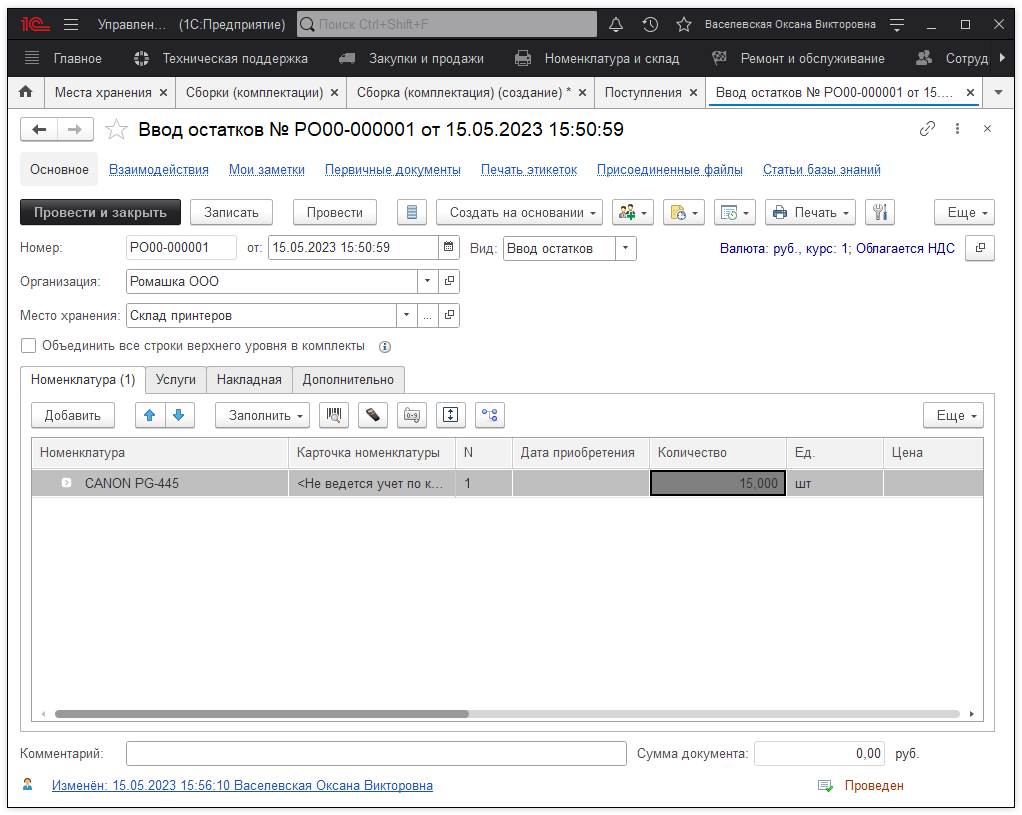 1С Управлен... (1С:Предприятие) Поиск Ctrl+Shift+F Васелевская Оксана Викторовна
Главное Техническая поддержка Закупки и продажи Номенклатура и склад Ремонт и обслуживание Сотруд
Места хранения × Сборки (комплектации) × Сборка (комплектация) (создание) * × Поступления × Ввод остатков № РО00-000001 от 15.... ×
Ввод остатков № РО00-000001 от 15.05.2023 15:50:59
Основное Взаимодействия Мои заметки Первичные документы Печать этикеток Присоединенные файлы Статьи базы знаний
Провести и закрыть Записать Провести Создать на основании Печать Еще
Номер: РО00-000001 от: 15.05.2023 15:50:59 Вид: Ввод остатков Валюта: руб., курс: 1; Облагается НДС
Организация: Ромашка ООО
Место хранения: Склад принтеров ...
Объединить все строки верхнего уровня в комплекты
Номенклатура (1) Услуги Накладная Дополнительно
Добавить Заполнить 0-9 Еще
Номенклатура Карточка номенклатуры N Дата приобретения Количество Ед. Цена
CANON PG-445 <Не ведется учет по к... 1 15,000 шт
Комментарий: Сумма документа: 0,00 руб.
Изменён: 15.05.2023 15:56:10 Васелевская Оксана Викторовна Проведен